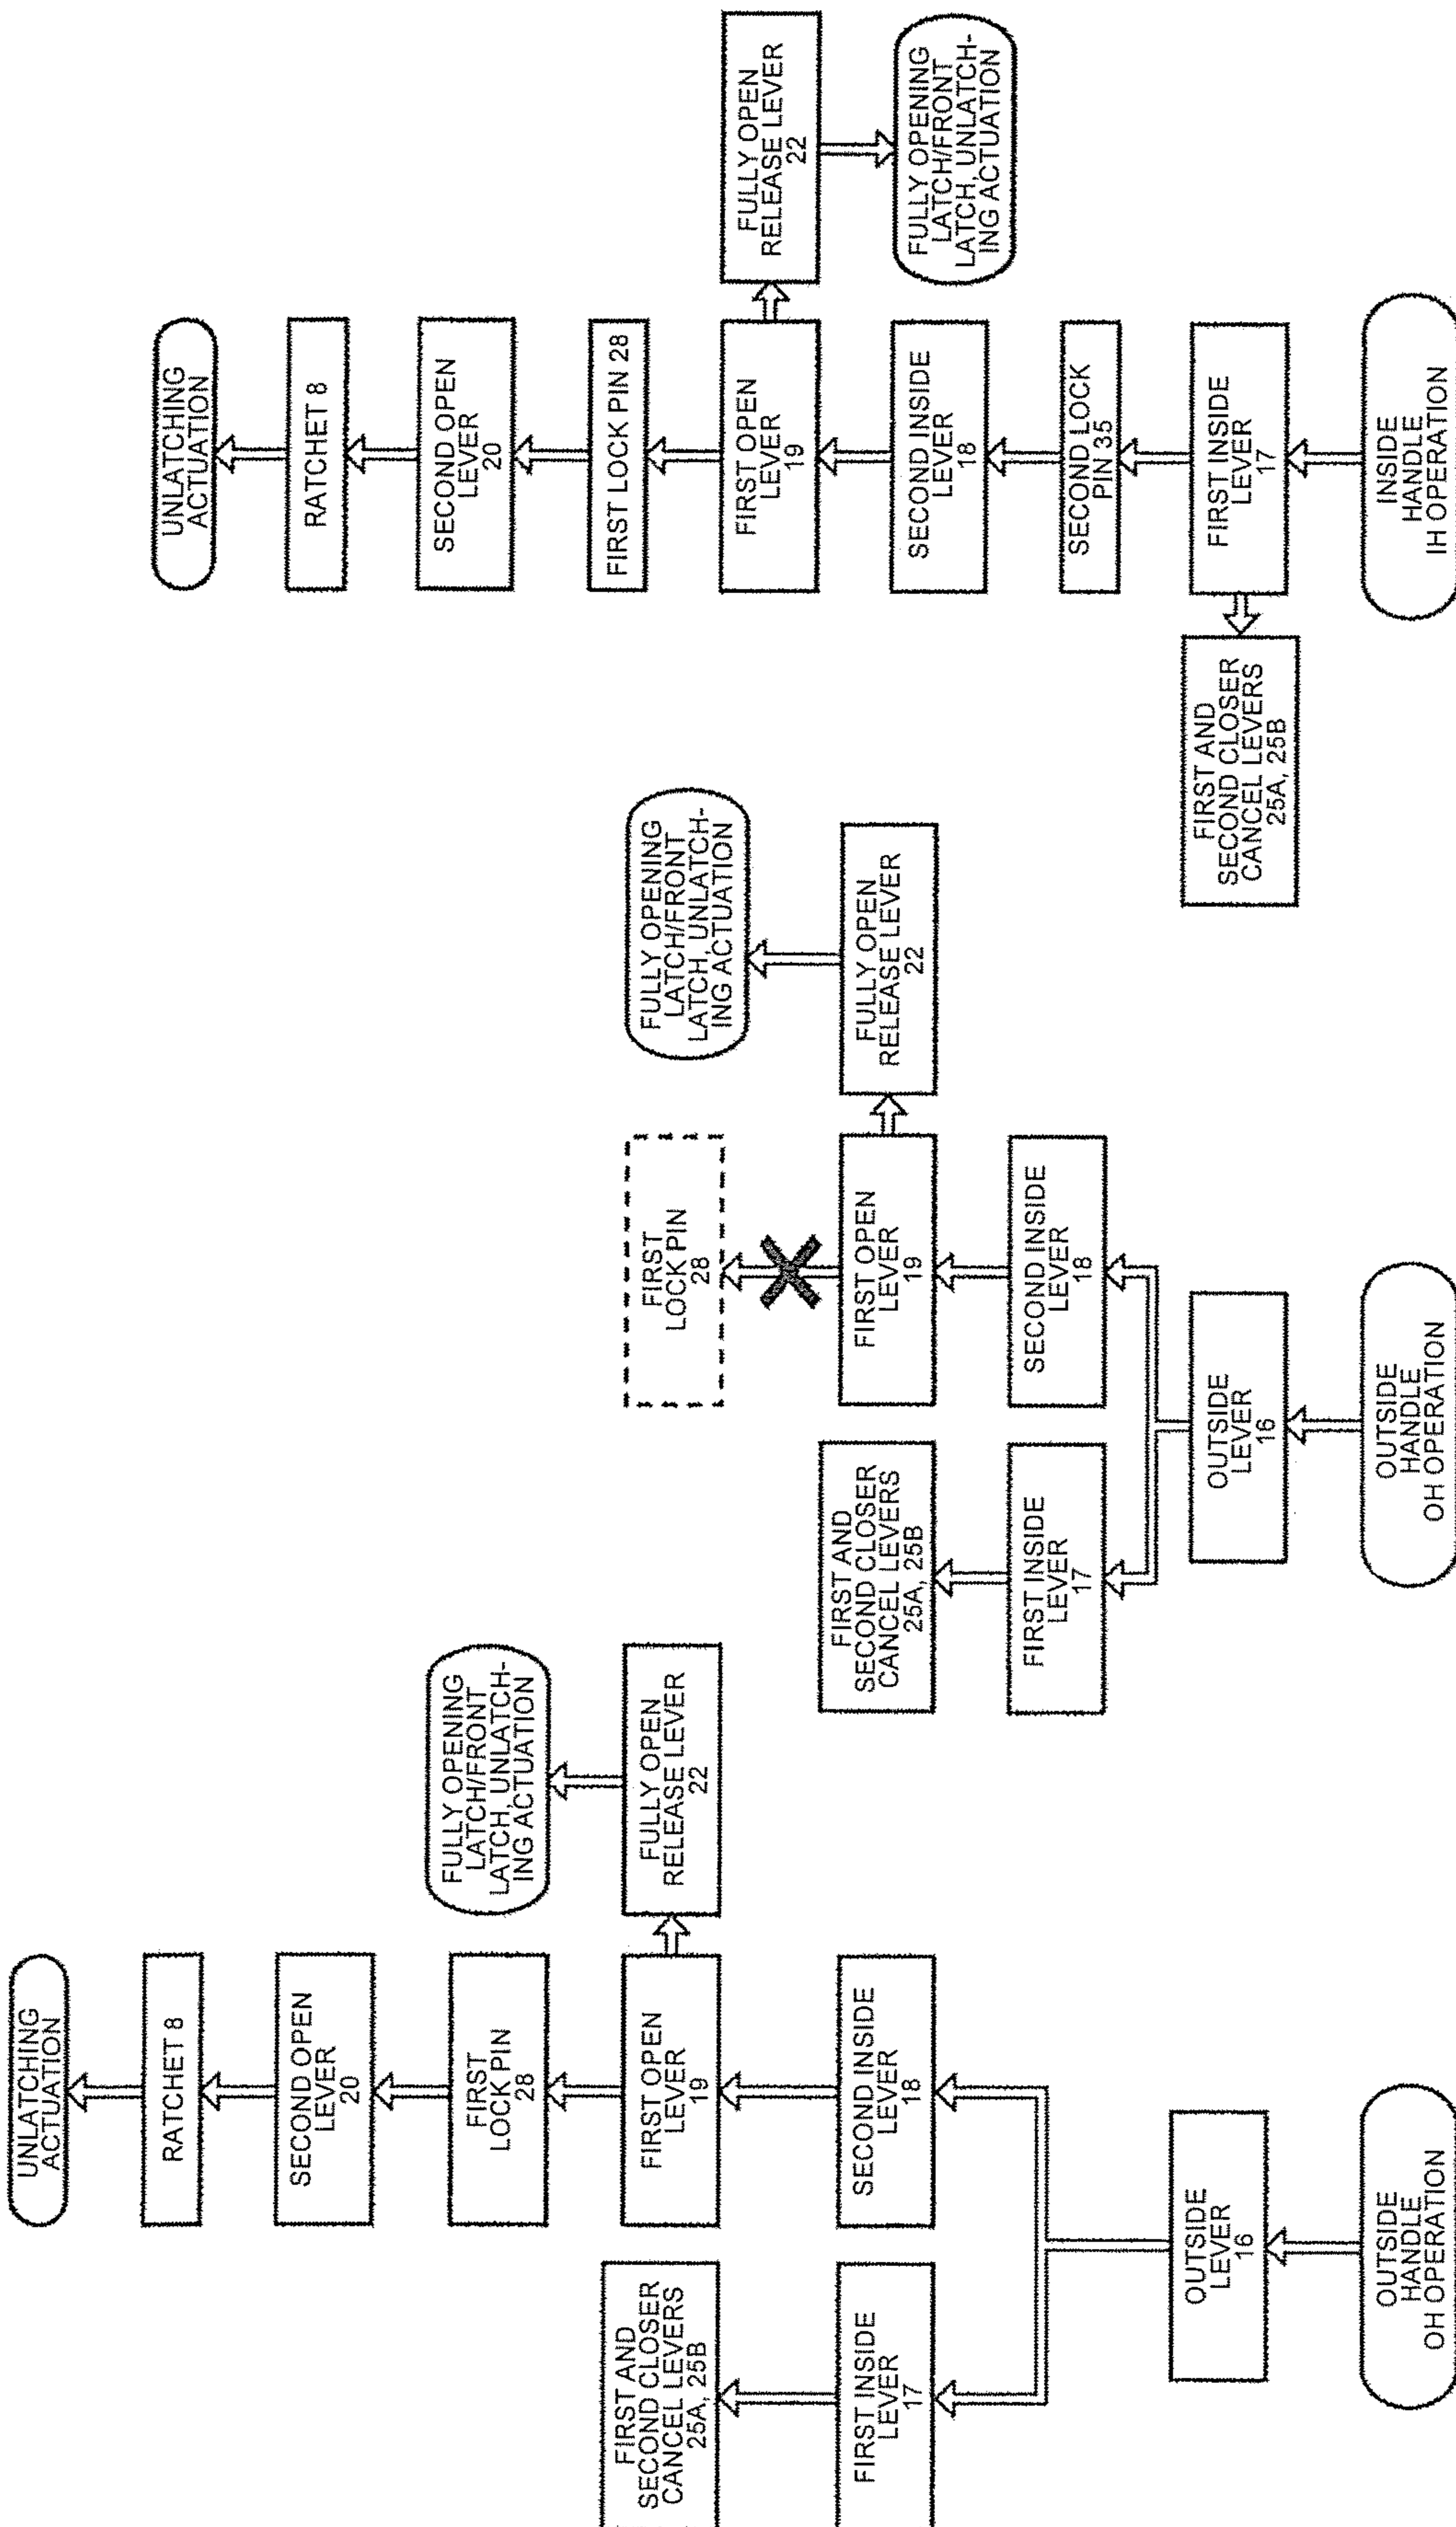 UNLATCHING
ACTUATION
RATCHET 8
SECOND OPEN
LEVER
20
FIRST
LOCK PIN
28
FIRST OPEN
LEVER
19
FULLY OPEN
RELEASE LEVER
22
FULLY OPENING
LATCH/FRONT
LATCH, UNLATCH-
ING ACTUATION
FIRST AND
SECOND CLOSER
CANCEL LEVERS
25A, 25B
FIRST INSIDE
LEVER
17
SECOND INSIDE
LEVER
18
OUTSIDE
LEVER
16
OUTSIDE
HANDLE
OH OPERATION
FIRST
LOCK PIN
28
FULLY OPENING
LATCH/FRONT
LATCH, UNLATCH-
ING ACTUATION
FIRST OPEN
LEVER
19
FULLY OPEN
RELEASE LEVER
22
FIRST AND
SECOND CLOSER
CANCEL LEVERS
25A, 25B
FIRST INSIDE
LEVER
17
SECOND INSIDE
LEVER
18
OUTSIDE
LEVER
16
OUTSIDE
HANDLE
OH OPERATION
UNLATCHING
ACTUATION
RATCHET 8
SECOND OPEN
LEVER
20
FIRST LOCK PIN 28
FIRST OPEN
LEVER
19
FULLY OPEN
RELEASE LEVER
22
FULLY OPENING
LATCH/FRONT
LATCH, UNLATCH-
ING ACTUATION
SECOND INSIDE
LEVER
18
SECOND LOCK
PIN 35
FIRST INSIDE
LEVER
17
FIRST AND
SECOND CLOSER
CANCEL LEVERS
25A, 25B
INSIDE
HANDLE
IH OPERATION